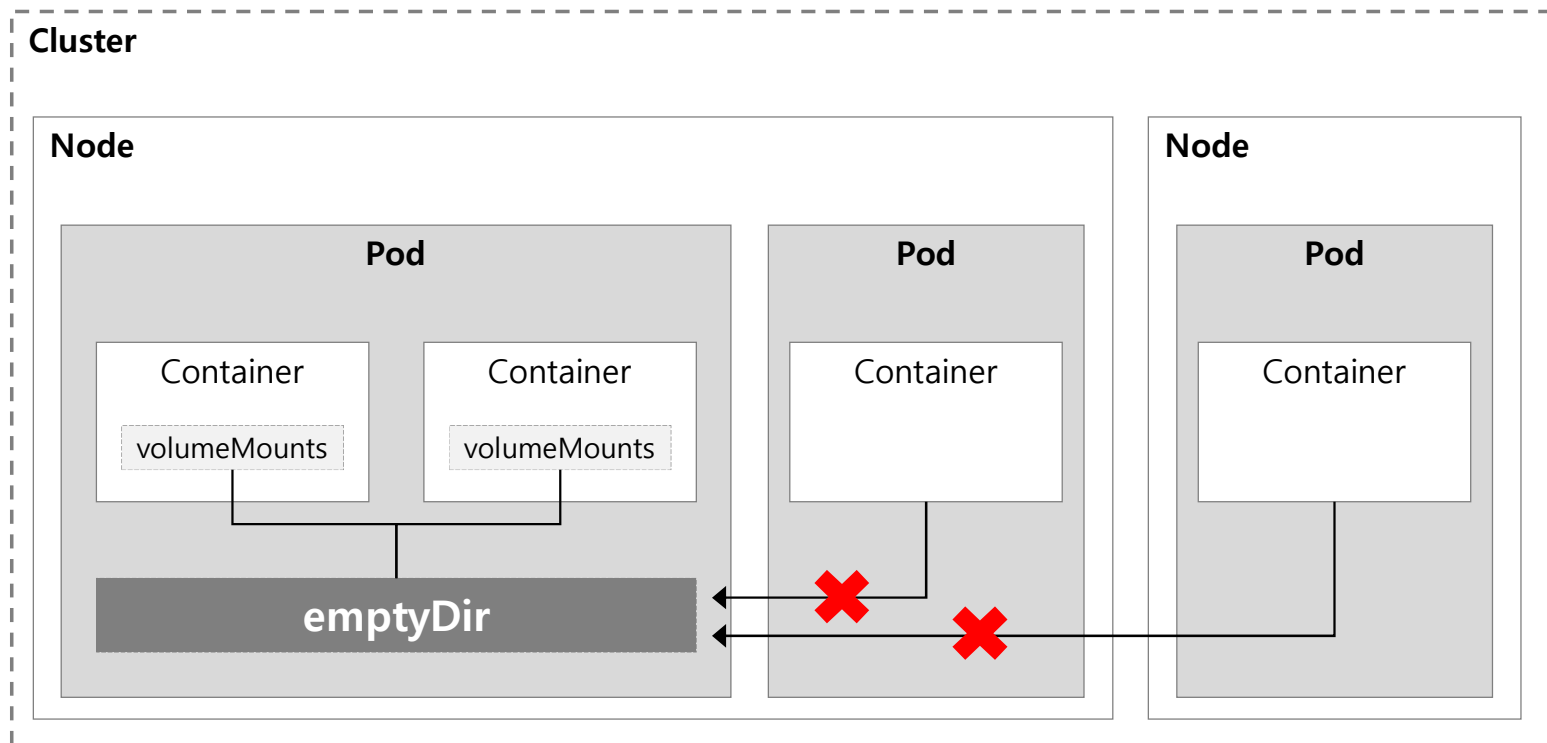 Cluster
Node
Node
Pod
Pod
Pod
Container
Container
Container
Container
volumeMounts
volumeMounts
emptyDir